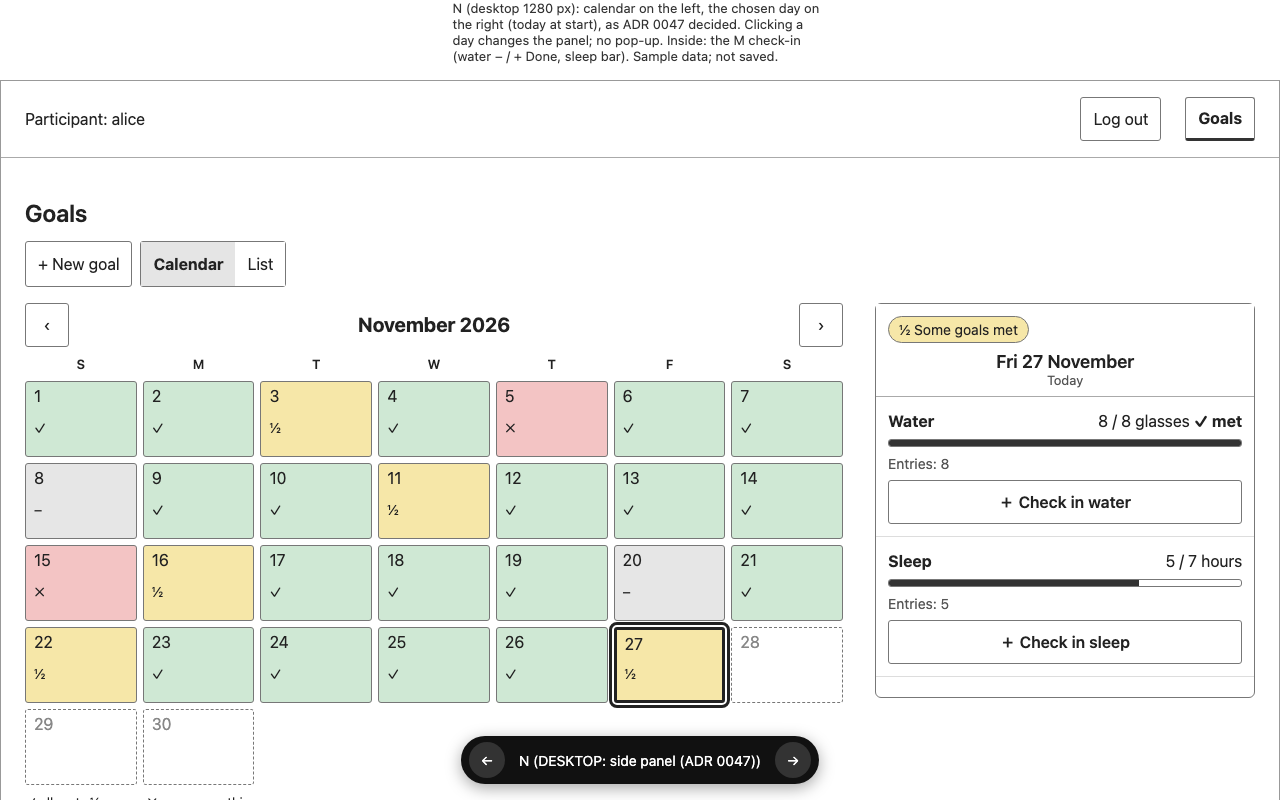 N (desktop 1280 px): calendar on the left, the chosen day on
the right (today at start), as ADR 0047 decided. Clicking a
day changes the panel; no pop-up. Inside: the M check-in
(water – / + Done, sleep bar). Sample data; not saved.
Participant: alice
Log out
Goals
Goals
+ New goal
Calendar
List
‹
November 2026
›
S M T W T F S
1 2 3 4 5 6 7
✓ ✓ ½ ✓ ✕ ✓ ✓
8 9 10 11 12 13 14
– ✓ ✓ ½ ✓ ✓ ✓
15 16 17 18 19 20 21
✕ ½ ✓ ✓ ✓ – ✓
22 23 24 25 26 27 28
½ ✓ ✓ ✓ ✓ ½
29 30
½ Some goals met
Fri 27 November
Today
Water 8 / 8 glasses ✓ met
Entries: 8
+ Check in water
Sleep 5 / 7 hours
Entries: 5
+ Check in sleep
← N (DESKTOP: side panel (ADR 0047)) →